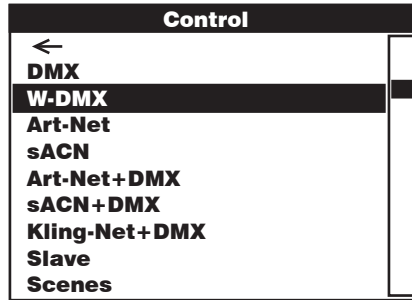 Control
←
DMX
W-DMX
Art-Net
sACN
Art-Net+DMX
sACN+DMX
Kling-Net+DMX
Slave
Scenes